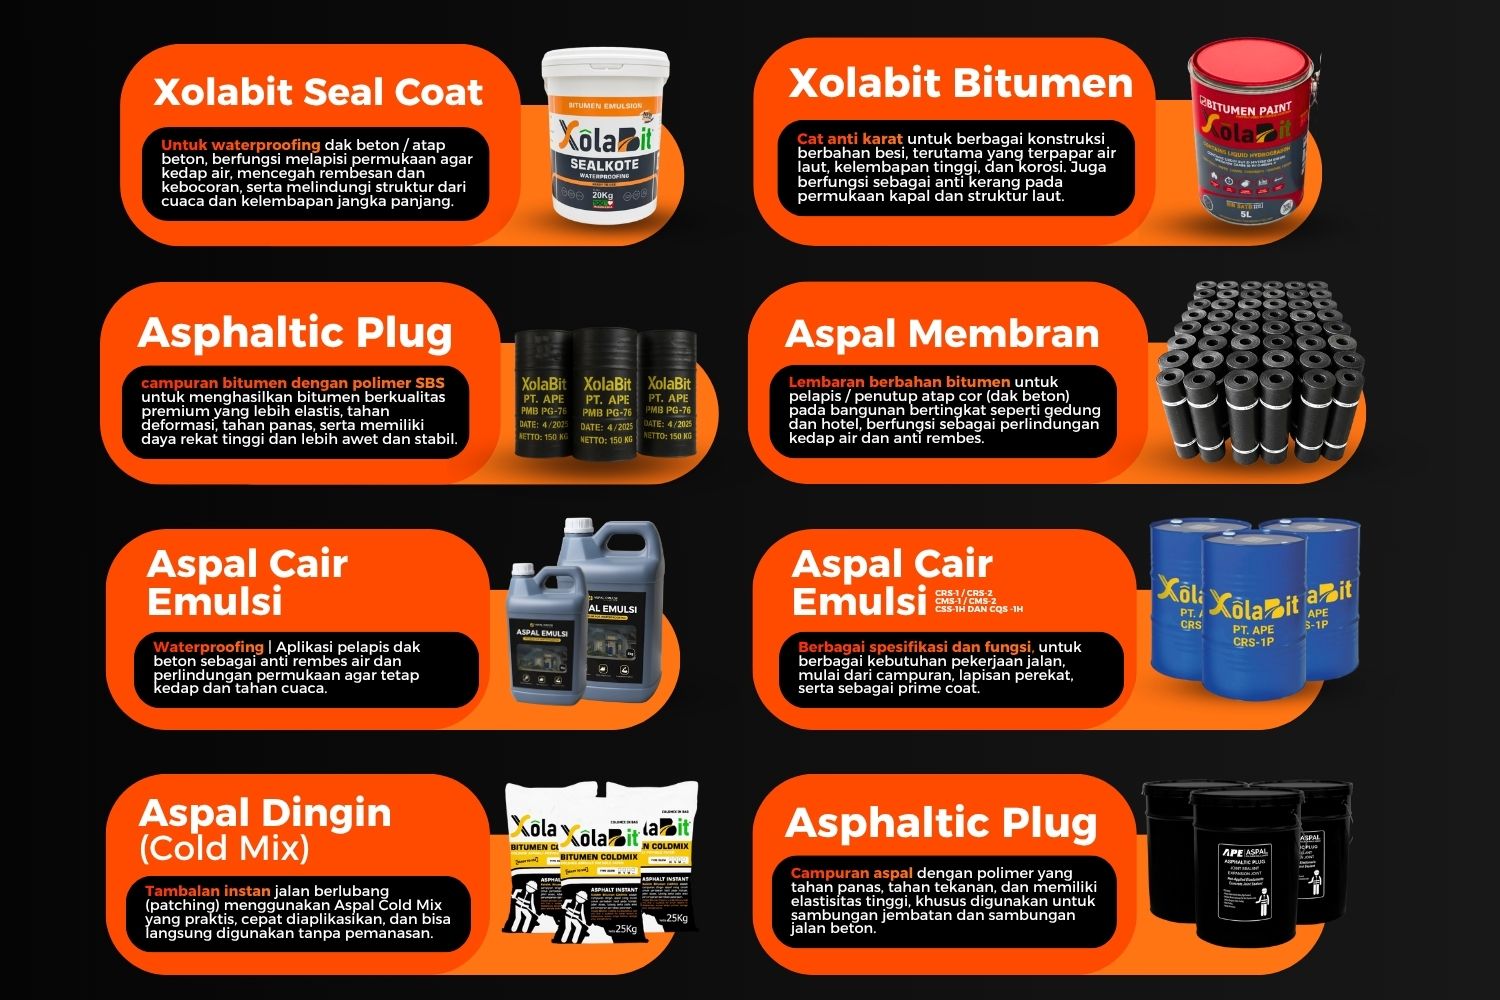 Xolabit Seal Coat
Untuk waterproofing dak beton / atap
beton, berfungsi melapisi permukaan agar
kedap air, mencegah rembesan dan
kebocoran, serta melindungi struktur dari
cuaca dan kelembapan jangka panjang.
BITUMEN EMULSION
XôlaBit
SEALKOTE
WATERPROOFING
20Kg
Xolabit Bitumen
Cat anti karat untuk berbagai konstruksi
berbahan besi, terutama yang terpapar air
laut, kelembapan tinggi, dan korosi. Juga
berfungsi sebagai anti kerang pada
permukaan kapal dan struktur laut.
BITUMEN PAINT
XolaBit
5L
Asphaltic Plug
campuran bitumen dengan polimer SBS
untuk menghasilkan bitumen berkualitas
premium yang lebih elastis, tahan
deformasi, tahan panas, serta memiliki
daya rekat tinggi dan lebih awet dan stabil.
XolaBit
PT. APE
PMB PG-76
DATE: 4/2025
NETTO: 150 KG
XolaBit
PT. APE
PMB PG-76
DATE: 4/2025
NETTO: 150 KG
XolaBit
PT. APE
PMB PG-76
DATE: 4/2025
NETTO: 150 KG
Aspal Membran
Lembaran berbahan bitumen untuk
pelapis / penutup atap cor (dak beton)
pada bangunan bertingkat seperti gedung
dan hotel, berfungsi sebagai perlindungan
kedap air dan anti rembes.
Aspal Cair
Emulsi
Waterproofing | Aplikasi pelapis dak
beton sebagai anti rembes air dan
perlindungan permukaan agar tetap
kedap dan tahan cuaca.
ASPAL EMULSI
AL EMULSI
Aspal Cair
Emulsi
CRS-1 / CRS-2
CMS-1 / CMS-2
CSS-1H DAN CQS -1H
Berbagai spesifikasi dan fungsi, untuk
berbagai kebutuhan pekerjaan jalan,
mulai dari campuran, lapisan perekat,
serta sebagai prime coat.
XôlaBit
PT. APE
CRS-1P
Aspal Dingin
(Cold Mix)
Tambalan instan jalan berlubang
(patching) menggunakan Aspal Cold Mix
yang praktis, cepat diaplikasikan, dan bisa
langsung digunakan tanpa pemanasan.
XôlaBit
BITUMEN COLDMIX
ASPHALT INSTANT
25Kg
COLDMIX IN BAG
25Kg
Asphaltic Plug
Campuran aspal dengan polimer yang
tahan panas, tahan tekanan, dan memiliki
elastisitas tinggi, khusus digunakan untuk
sambungan jembatan dan sambungan
jalan beton.
APE ASPAL
ASPHALTIC PLUG
JOINT SEALANT
EXPANSION JOINT